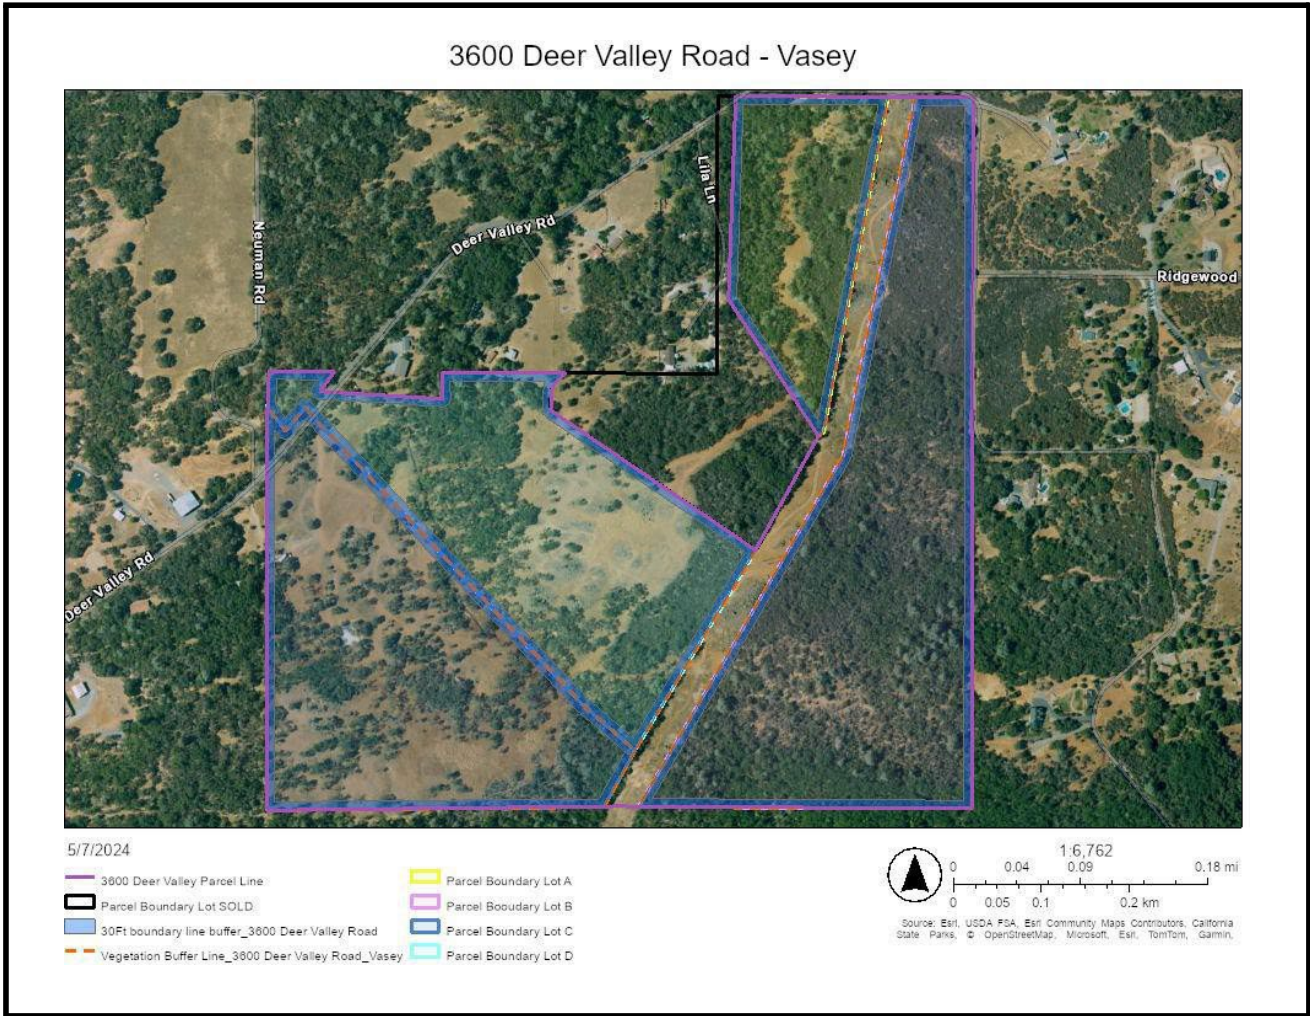 3600 Deer Valley Road - Vasey
Neuman Rd
Deer Valley Rd
Lila Ln
Ridgewood
Deer Valley Rd
5/7/2024
3600 Deer Valley Parcel Line
Parcel Boundary Lot SOLD
30Ft boundary line buffer_3600 Deer Valley Road
Vegetation Buffer Line_3600 Deer Valley Road_Vasey
Parcel Boundary Lot A
Parcel Booudary Lot B
Parcel Boundary Lot C
Parcel Boundary Lot D
1:6,762
0 0.04 0.09 0.18 mi
0 0.05 0.1 0.2 km
Source: Esri, USDA FSA, Esri Community Maps Contributors, California
State Parks, © OpenStreetMap, Microsoft, Esri, TomTom, Garmin,